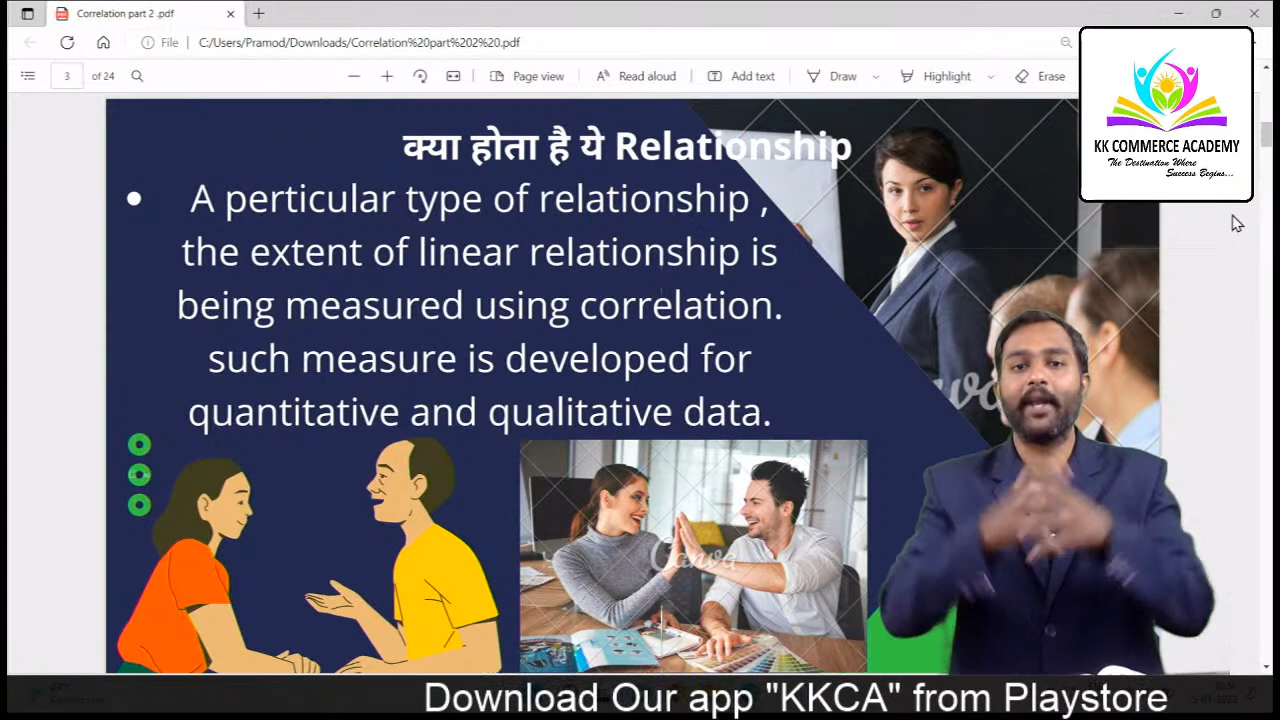 Correlation part 2 .pdf
File
C:/Users/Pramod/Downloads/Correlation%20part%202%20.pdf
3 of 24
Page view
Read aloud
Add text
Draw
Highlight
Erase
KK COMMERCE ACADEMY
The Destination Where
Success Begins...
क्या होता है ये Relationship
A perticular type of relationship ,
the extent of linear relationship is
being measured using correlation.
such measure is developed for
quantitative and qualitative data.
Canva
Download Our app "KKCA" from Playstore